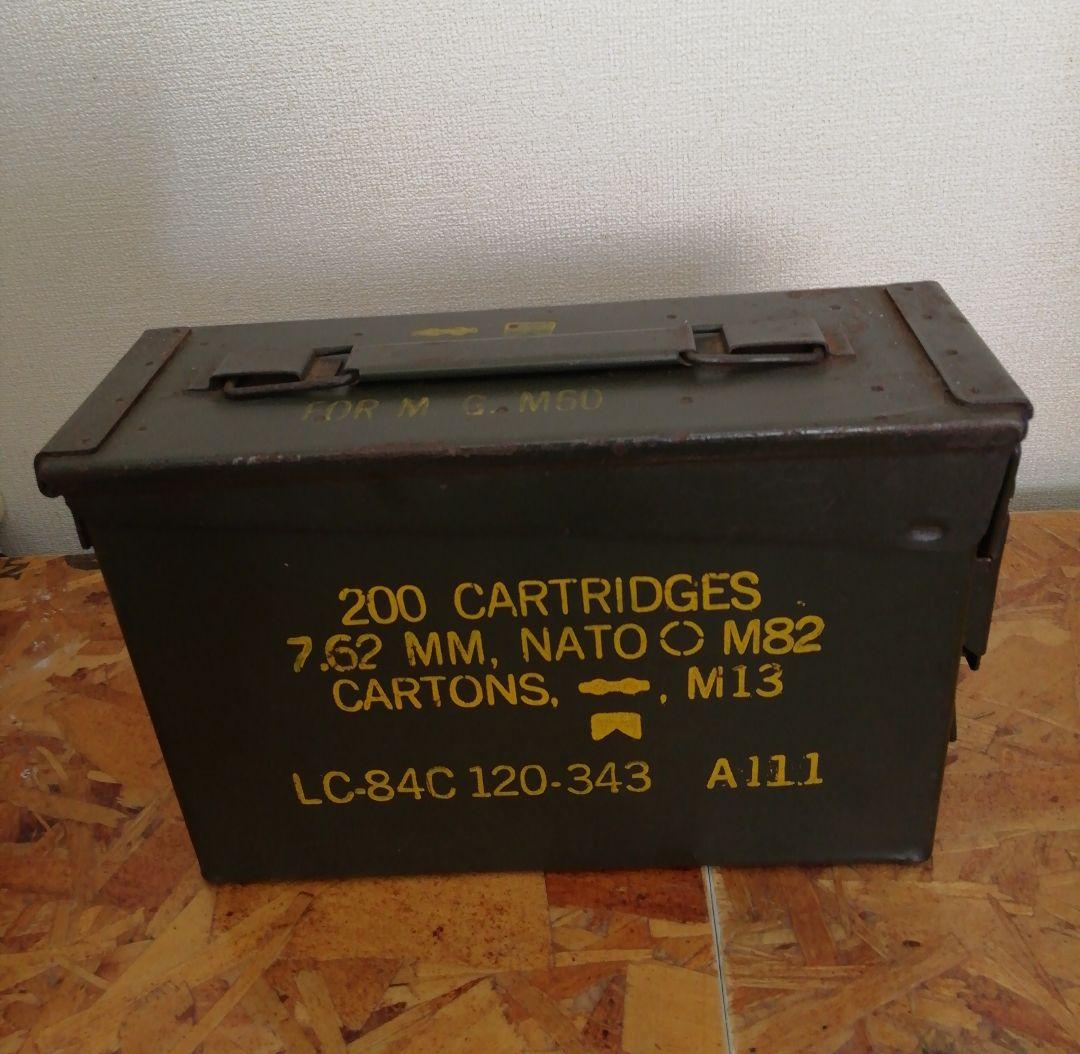 FOR M. G. M60
200 CARTRIDGES
7.62 MM, NATO M82
CARTONS, , M13
LC-84C 120-343 A111